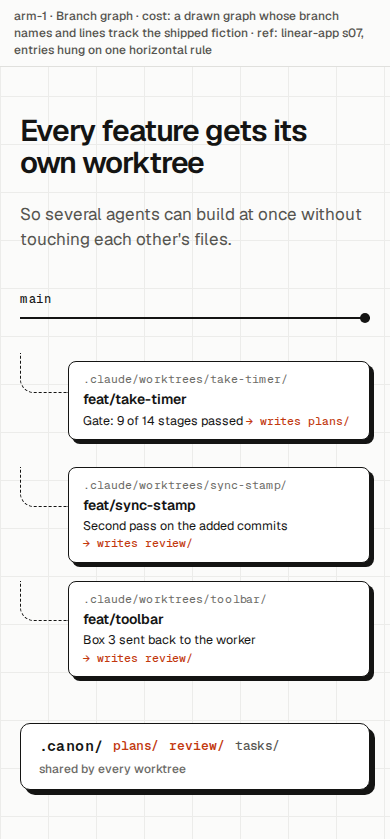 arm-1 · Branch graph · cost: a drawn graph whose branch
names and lines track the shipped fiction · ref: linear-app s07,
entries hung on one horizontal rule
Every feature gets its
own worktree
So several agents can build at once without
touching each other's files.
main
.claude/worktrees/take-timer/
feat/take-timer
Gate: 9 of 14 stages passed → writes plans/
.claude/worktrees/sync-stamp/
feat/sync-stamp
Second pass on the added commits
→ writes review/
.claude/worktrees/toolbar/
feat/toolbar
Box 3 sent back to the worker
→ writes review/
.canon/ plans/ review/ tasks/
shared by every worktree